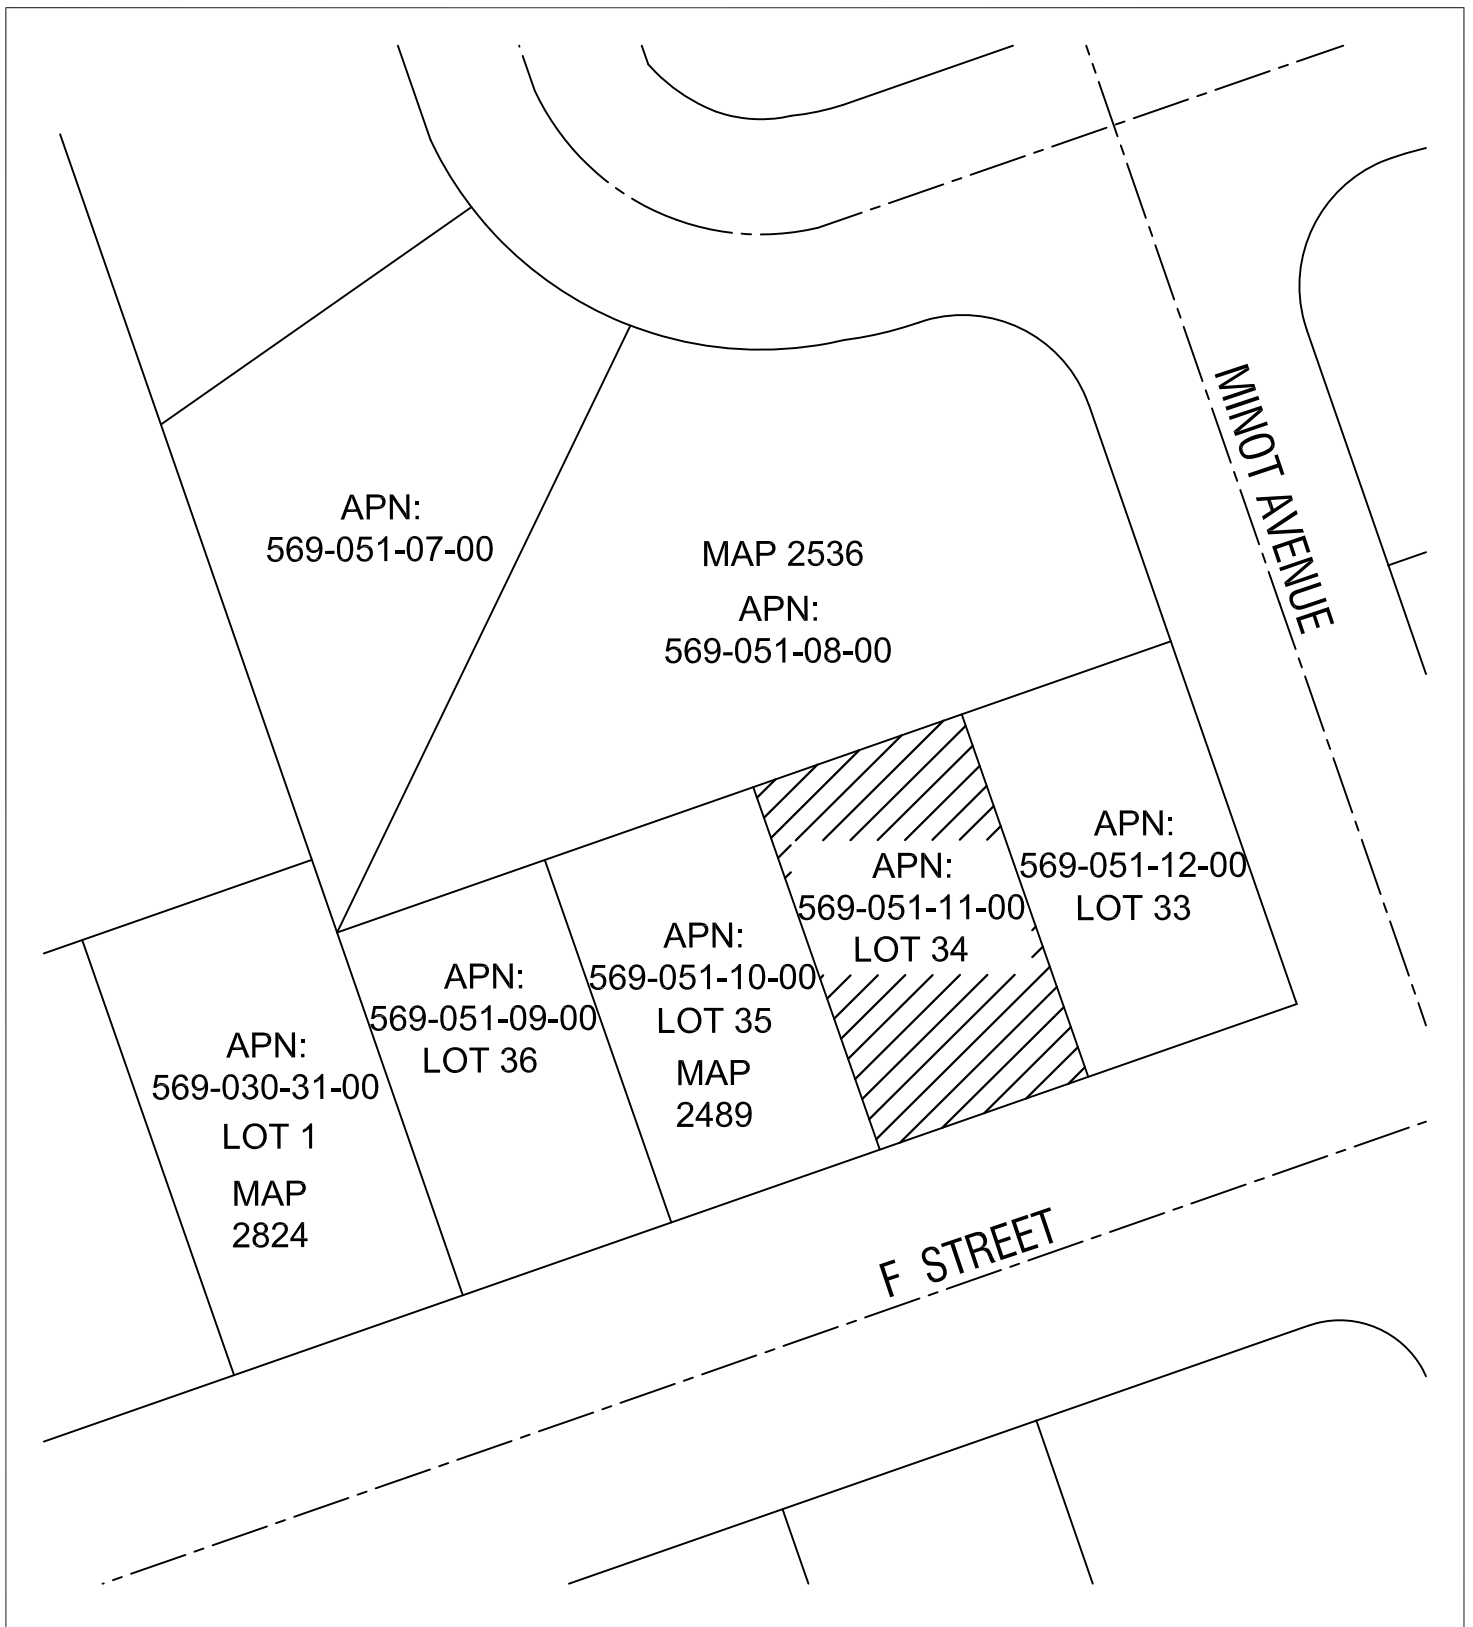 MINOT AVENUE
APN:
569-051-07-00
MAP 2536
APN:
569-051-08-00
APN:
569-051-12-00
LOT 33
APN:
569-051-11-00
LOT 34
APN:
569-051-10-00
LOT 35
MAP
2489
APN:
569-051-09-00
LOT 36
APN:
569-030-31-00
LOT 1
MAP
2824
F STREET